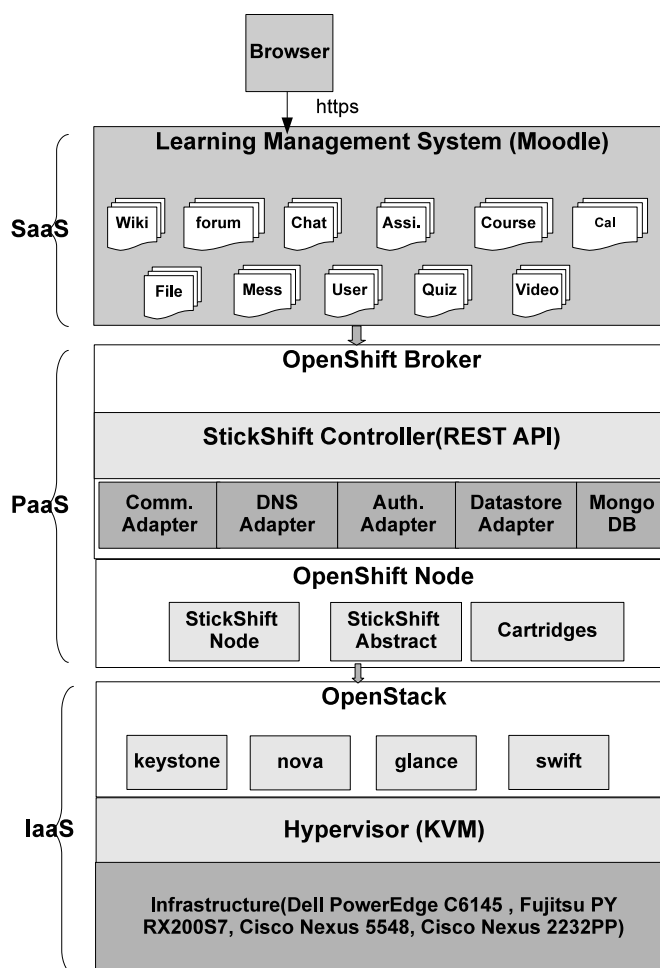 Browser
https
Learning Management System (Moodle)
Wiki
forum
Chat
Assi.
Course
Cal
File
Mess
User
Quiz
Video
SaaS
OpenShift Broker
StickShift Controller(REST API)
Comm.
Adapter
DNS
Adapter
Auth.
Adapter
Datastore
Adapter
Mongo
DB
PaaS
OpenShift Node
StickShift
Node
StickShift
Abstract
Cartridges
OpenStack
keystone
nova
glance
swift
IaaS
Hypervisor (KVM)
Infrastructure(Dell PowerEdge C6145 , Fujitsu PY
RX200S7, Cisco Nexus 5548, Cisco Nexus 2232PP)